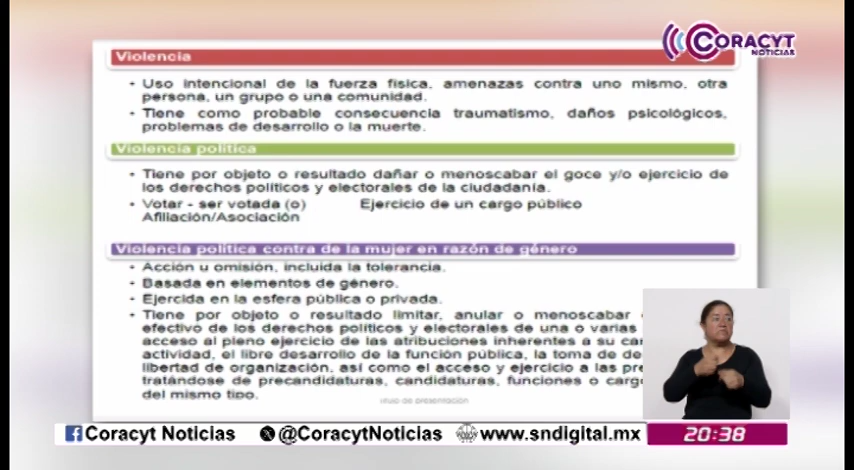 CORACYT
NOTICIAS
Violencia
• Uso intencional de la fuerza física, amenazas contra uno mismo, otra
persona, un grupo o una comunidad.
• Tiene como probable consecuencia traumatismo, daños psicológicos,
problemas de desarrollo o la muerte.
Violencia política
• Tiene por objeto o resultado dañar o menoscabar el goce y/o ejercicio de
los derechos políticos y electorales de la ciudadanía.
• Votar - ser votada (o) Ejercicio de un cargo público
Afiliación/Asociación
Violencia política contra de la mujer en razón de género
• Acción u omisión, incluida la tolerancia.
• Basada en elementos de género.
• Ejercida en la esfera pública o privada.
• Tiene por objeto o resultado limitar, anular o menoscabar
efectivo de los derechos políticos y electorales de una o varias
acceso al pleno ejercicio de las atribuciones inherentes a su
actividad, el libre desarrollo de la función pública, la toma de
libertad de organización, así como el acceso y ejercicio a las
tratándose de precandidaturas, candidaturas, funciones o
del mismo tipo.
Título de presentación
Coracyt Noticias @CoracytNoticias www.sndigital.mx 20:38